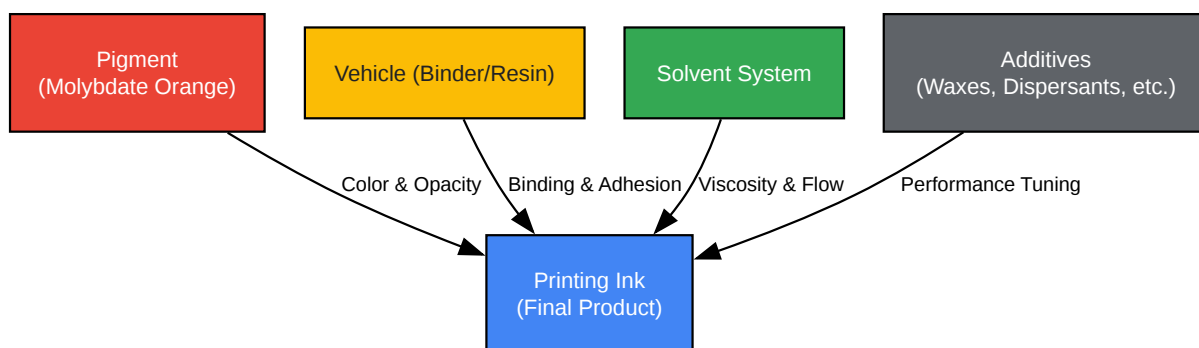 Pigment
(Molybdate Orange)
Vehicle (Binder/Resin)
Solvent System
Additives
(Waxes, Dispersants, etc.)
Color & Opacity
Binding & Adhesion
Viscosity & Flow
Performance Tuning
Printing Ink
(Final Product)